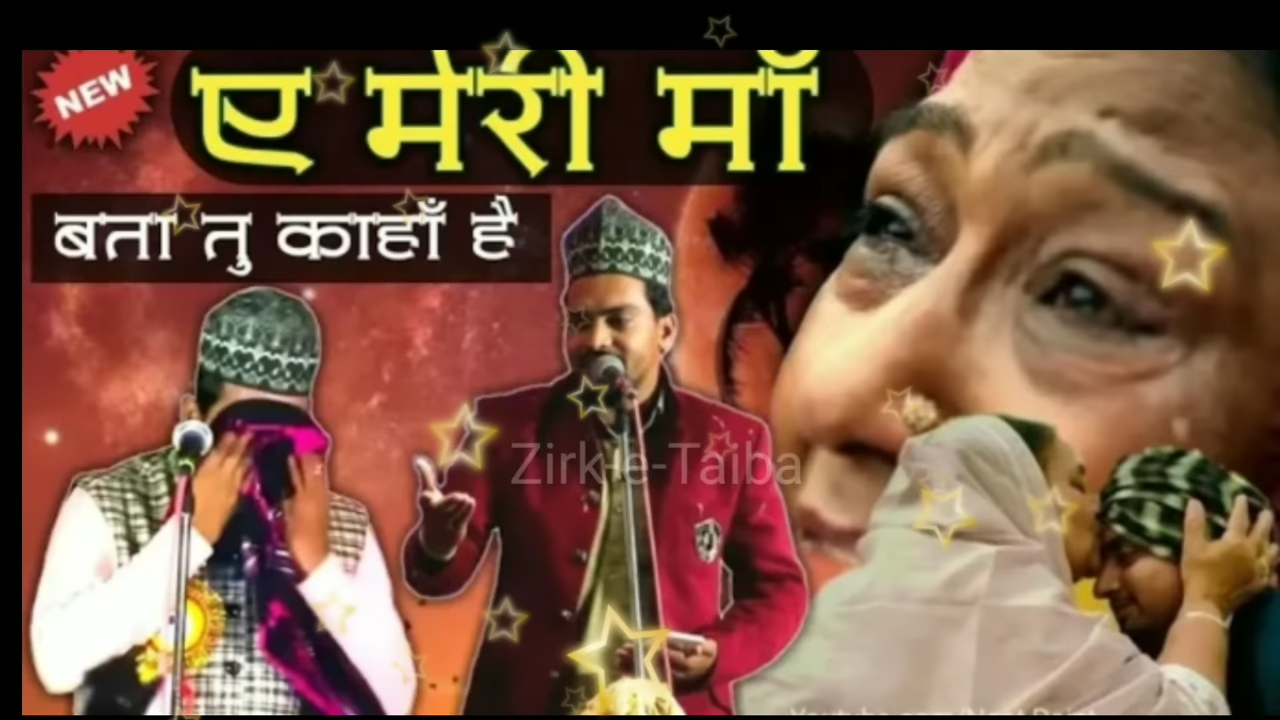 NEW
ए मेरी माँ
बता तु काहाँ है
Zirk-e-Taiba